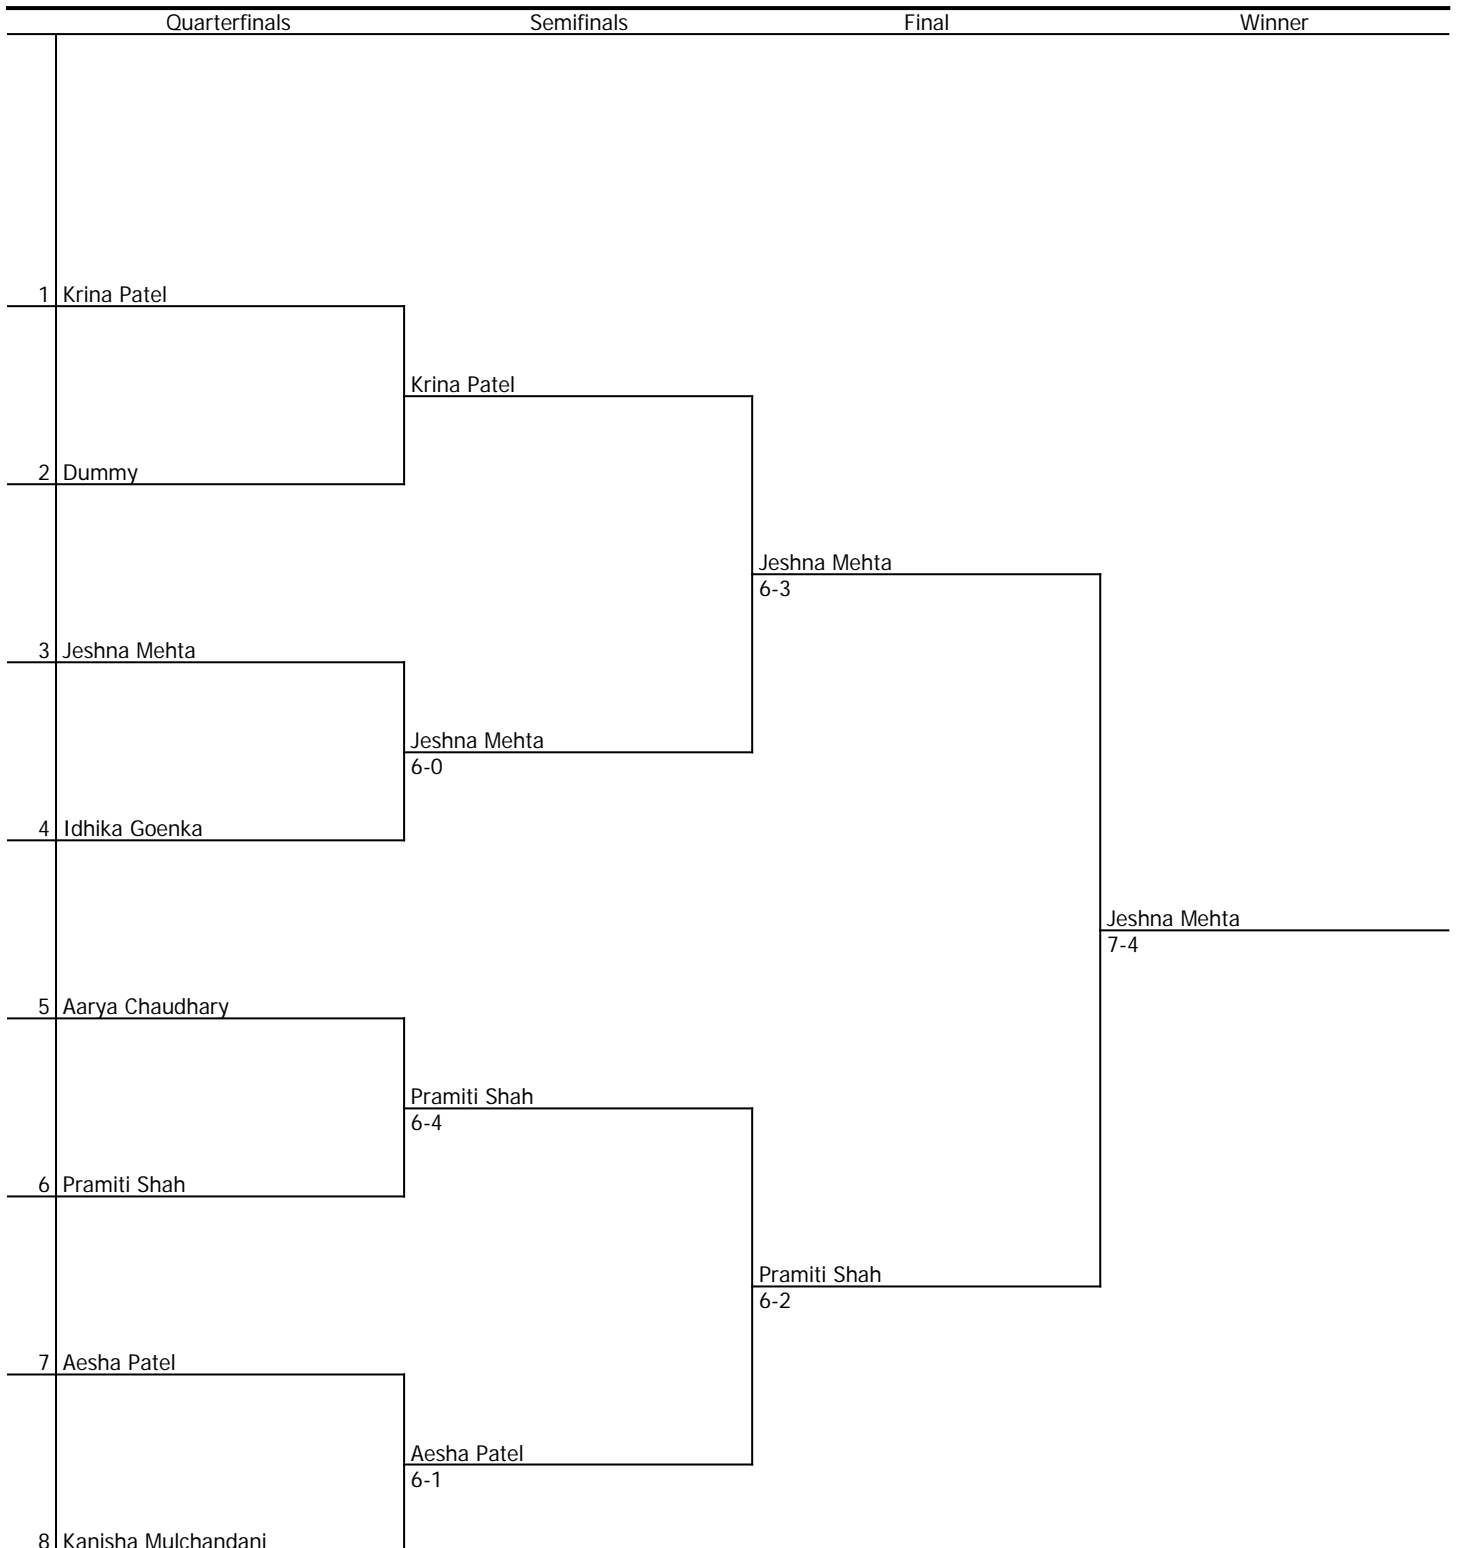 Quarterfinals Semifinals Final Winner
1 Krina Patel
Krina Patel
2 Dummy
Jeshna Mehta
6-3
3 Jeshna Mehta
Jeshna Mehta
6-0
4 Idhika Goenka
Jeshna Mehta
7-4
5 Aarya Chaudhary
Pramiti Shah
6-4
6 Pramiti Shah
Pramiti Shah
6-2
7 Aesha Patel
Aesha Patel
6-1
8 Kanisha Mulchandani